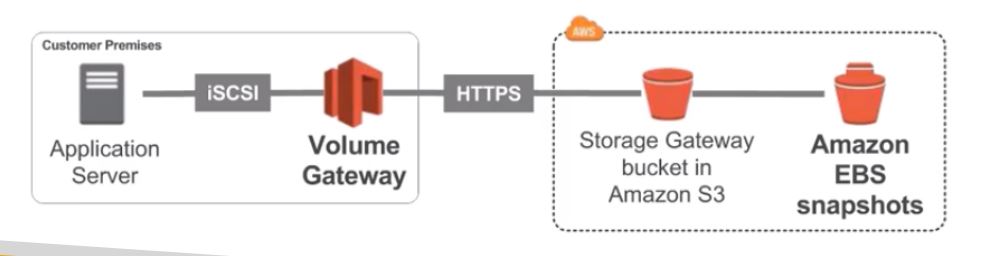 Customer Premises
Application
Server
iSCSI
Volume
Gateway
HTTPS
AWS
Storage Gateway
bucket in
Amazon S3
Amazon
EBS
snapshots